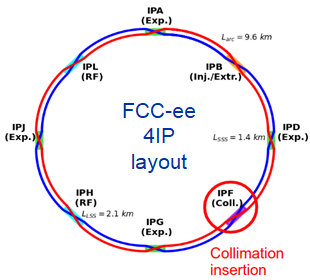 IPA
(Exp.)
L_arc = 9.6 km
IPL
(RF)
IPB
(Inj./Extr.)
FCC-ee
4IP
layout
IPJ
(Exp.)
L_SSS = 1.4 km
IPD
(Exp.)
IPH
(RF)
L_LSS = 2.1 km
IPF
(Coll.)
IPG
(Exp.)
Collimation
insertion